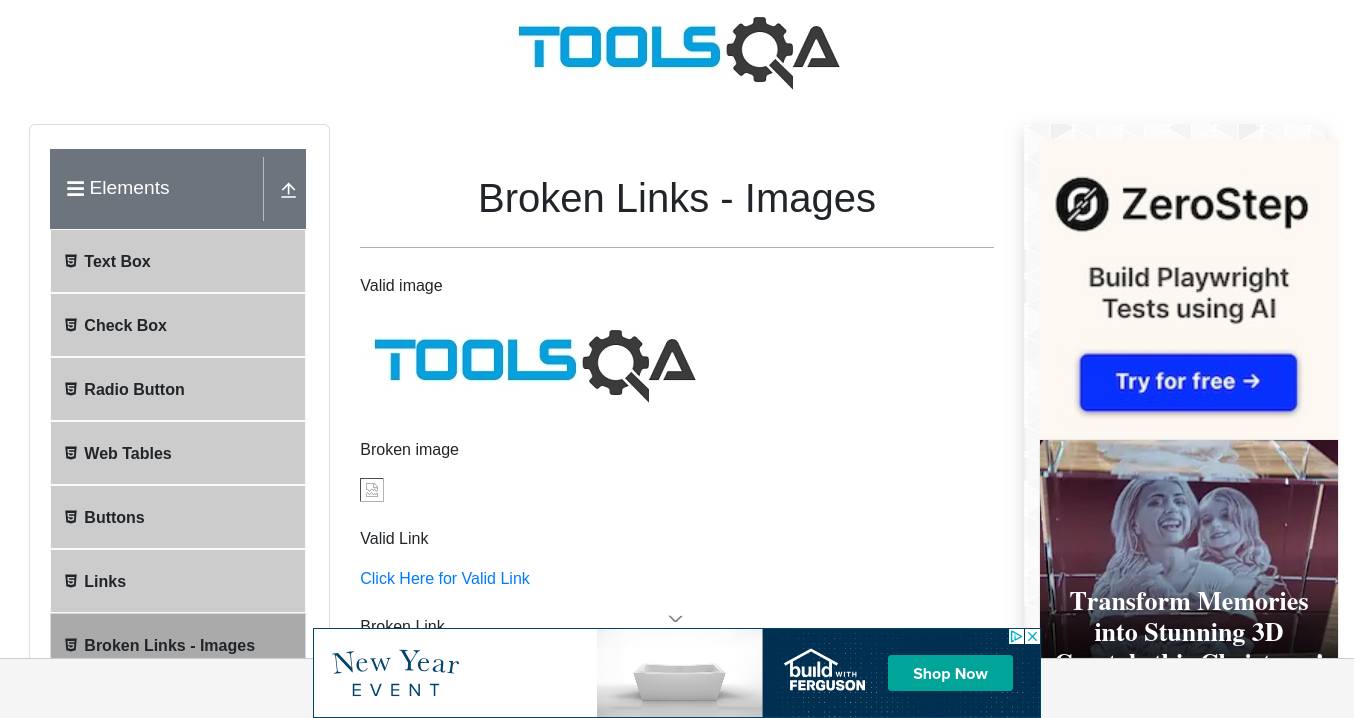 TOOLSQA
Elements
Text Box
Check Box
Radio Button
Web Tables
Buttons
Links
Broken Links - Images
Broken Links - Images
Valid image
TOOLSQA
Broken image
Valid Link
Click Here for Valid Link
Broken Link
ZeroStep
Build Playwright
Tests using AI
Try for free →
Transform Memories
into Stunning 3D
New Year
EVENT
build WITH
FERGUSON
Shop Now